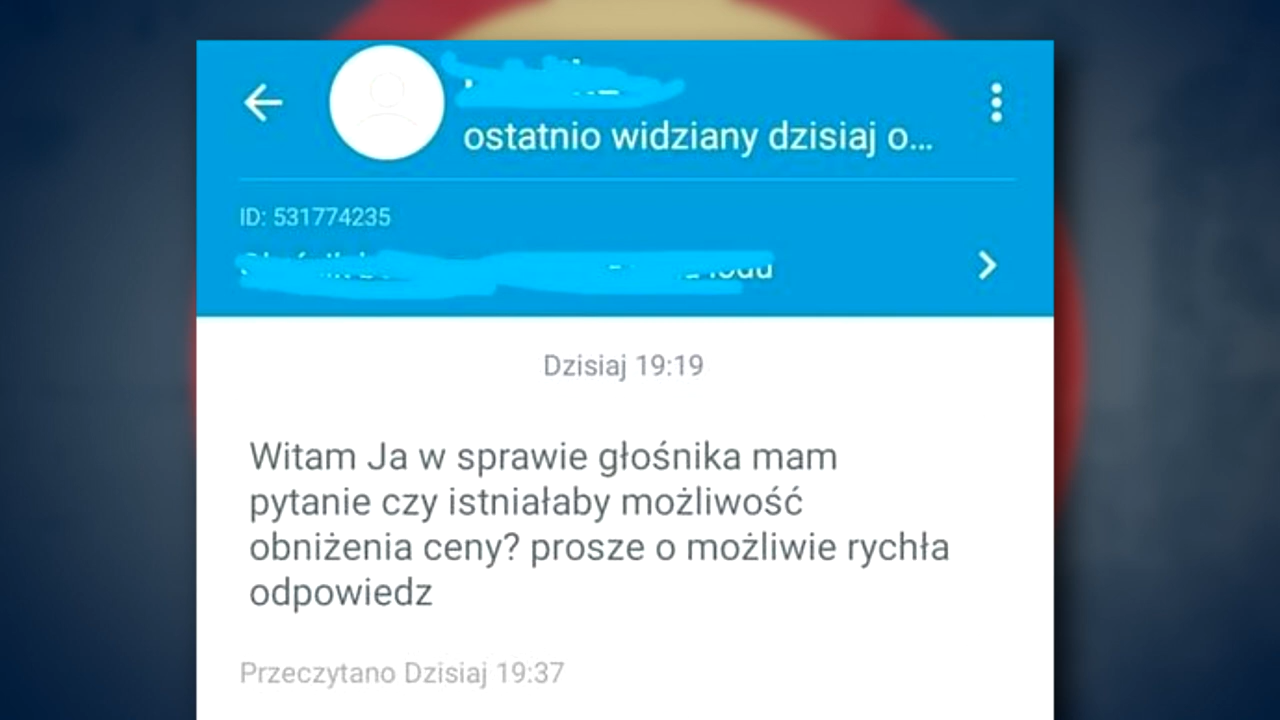 ostatnio widziany dzisiaj o...
ID: 531774235
Dzisiaj 19:19
Witam Ja w sprawie głośnika mam
pytanie czy istniałaby możliwość
obniżenia ceny? prosze o możliwie rychła
odpowiedz
Przeczytano Dzisiaj 19:37